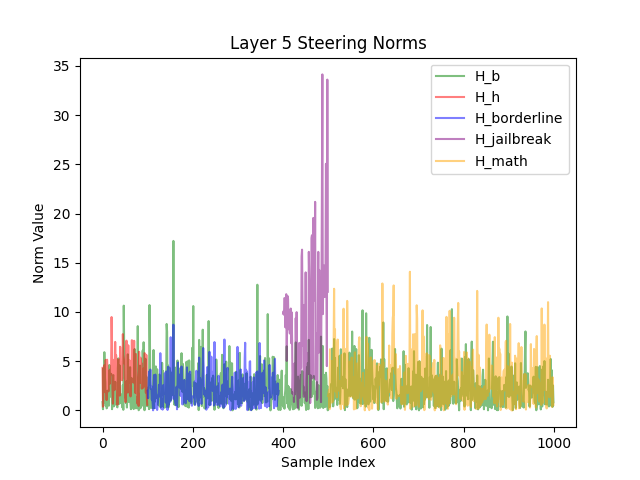 Layer 5 Steering Norms
35
30
25
20
15
10
5
0
Norm Value
0
200
400
600
800
1000
Sample Index
H_b
H_h
H_borderline
H_jailbreak
H_math